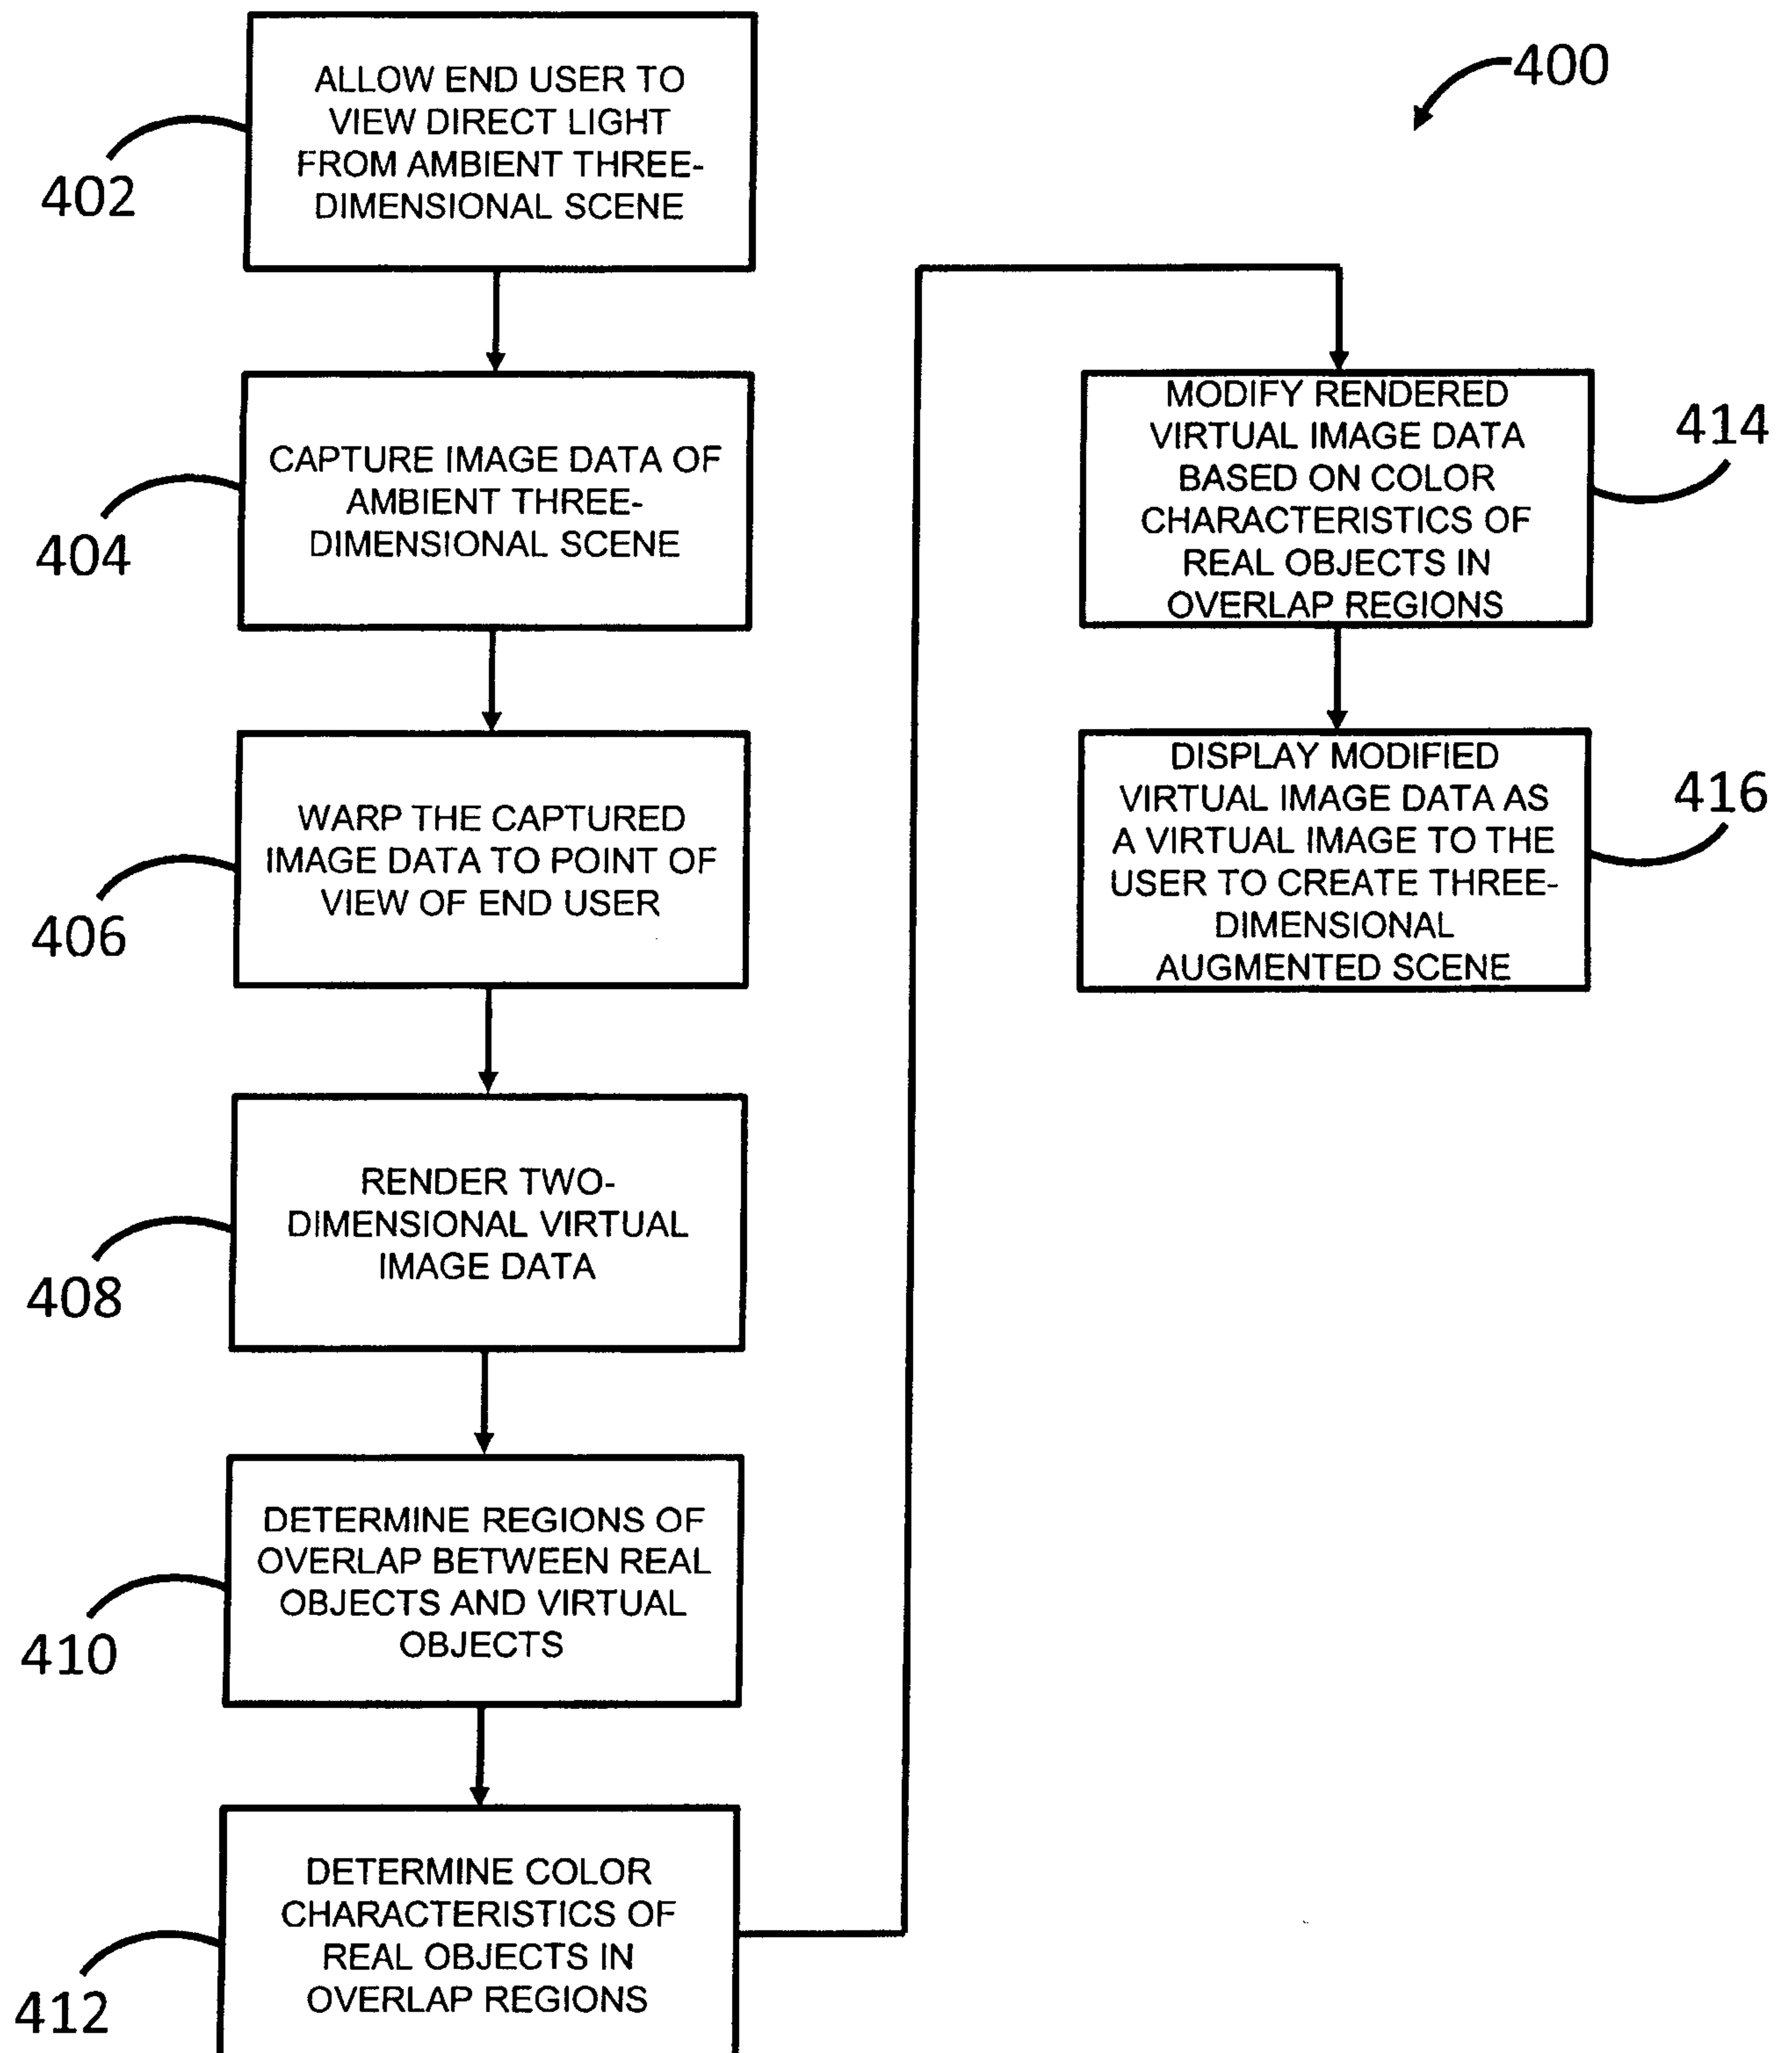 400
ALLOW END USER TO
VIEW DIRECT LIGHT
FROM AMBIENT THREE-
DIMENSIONAL SCENE
402
CAPTURE IMAGE DATA OF
AMBIENT THREE-
DIMENSIONAL SCENE
404
WARP THE CAPTURED
IMAGE DATA TO POINT OF
VIEW OF END USER
406
RENDER TWO-
DIMENSIONAL VIRTUAL
IMAGE DATA
408
DETERMINE REGIONS OF
OVERLAP BETWEEN REAL
OBJECTS AND VIRTUAL
OBJECTS
410
DETERMINE COLOR
CHARACTERISTICS OF
REAL OBJECTS IN
OVERLAP REGIONS
412
MODIFY RENDERED
VIRTUAL IMAGE DATA
BASED ON COLOR
CHARACTERISTICS OF
REAL OBJECTS IN
OVERLAP REGIONS
414
DISPLAY MODIFIED
VIRTUAL IMAGE DATA AS
A VIRTUAL IMAGE TO THE
USER TO CREATE THREE-
DIMENSIONAL
AUGMENTED SCENE
416